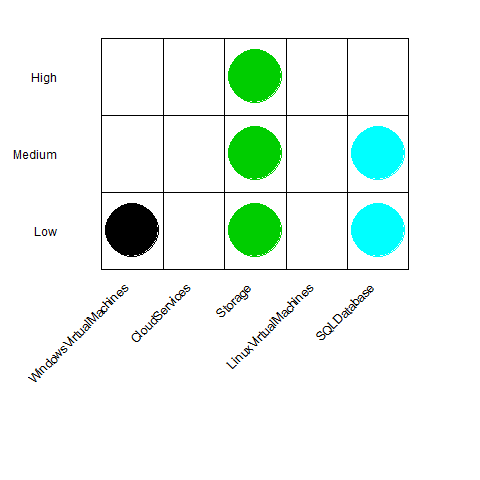 High
Medium
Low
WindowsVirtualMachines
CloudServices
Storage
LinuxVirtualMachines
SQLDatabase